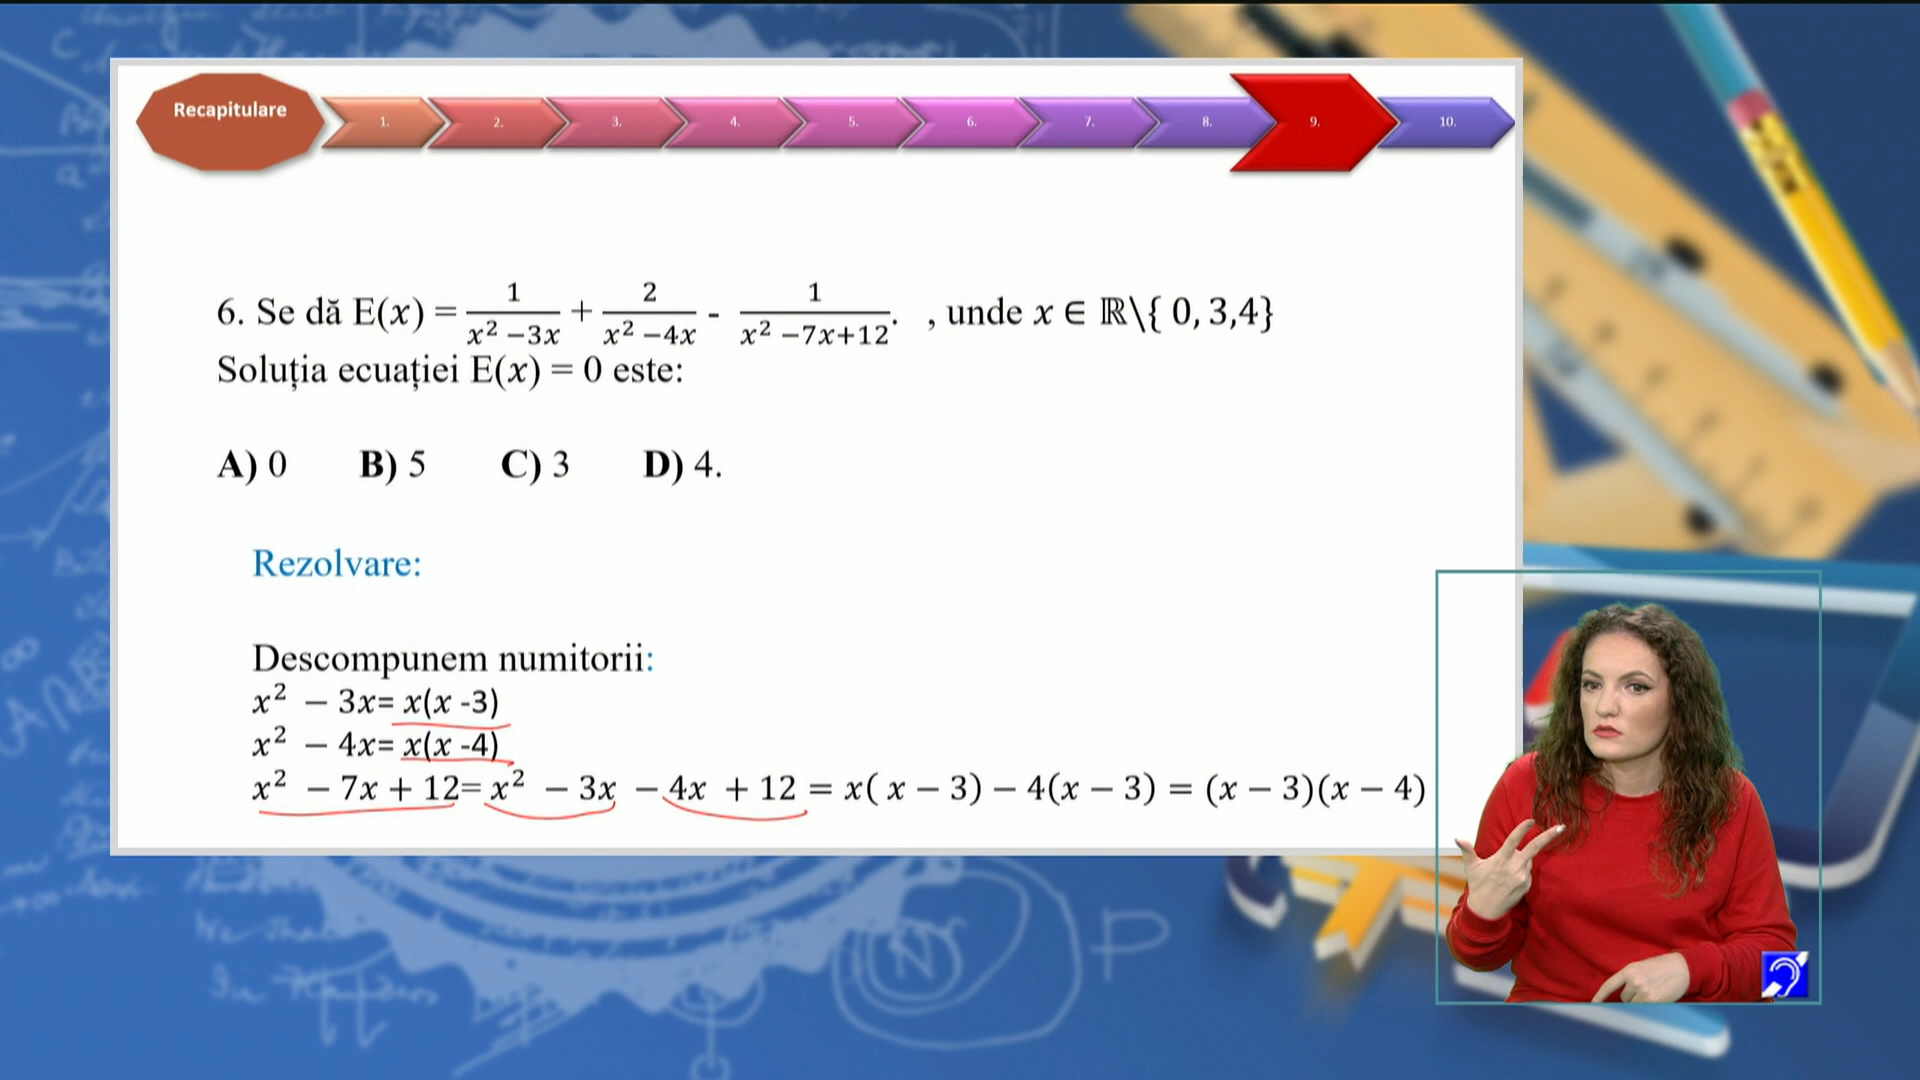 Recapitulare
1. 2. 3. 4. 5. 6. 7. 8. 9. 10.
6. Se dă E(x) = 1/(x² −3x) + 2/(x² −4x) - 1/(x² −7x+12). , unde x ∈ ℝ\{ 0, 3,4}
Soluția ecuației E(x) = 0 este:
A) 0 B) 5 C) 3 D) 4.
Rezolvare:
Descompunem numitorii:
x² − 3x= x(x -3)
x² − 4x= x(x -4)
x² − 7x + 12= x² − 3x − 4x + 12 = x( x − 3) − 4(x − 3) = (x − 3)(x − 4)
P